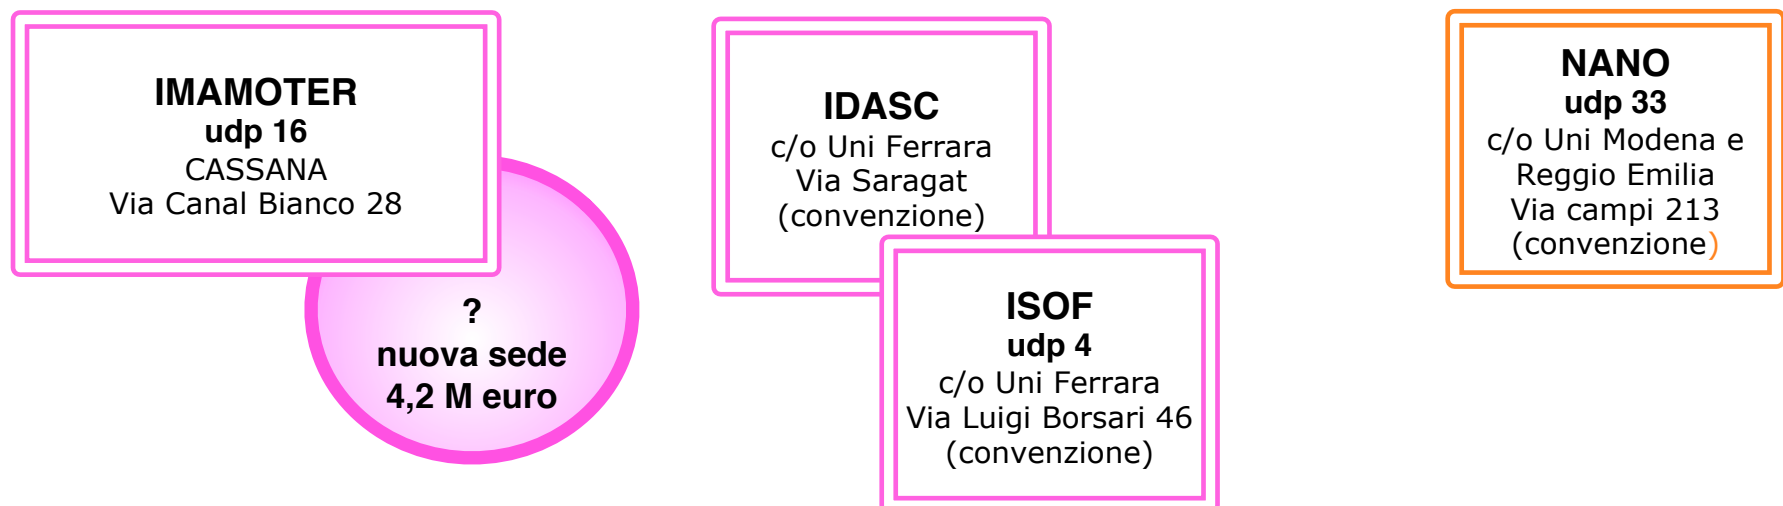 IMAMOTER
udp 16
CASSANA
Via Canal Bianco 28
?
nuova sede
4,2 M euro
IDASC
c/o Uni Ferrara
Via Saragat
(convenzione)
ISOF
udp 4
c/o Uni Ferrara
Via Luigi Borsari 46
(convenzione)
NANO
udp 33
c/o Uni Modena e
Reggio Emilia
Via campi 213
(convenzione)